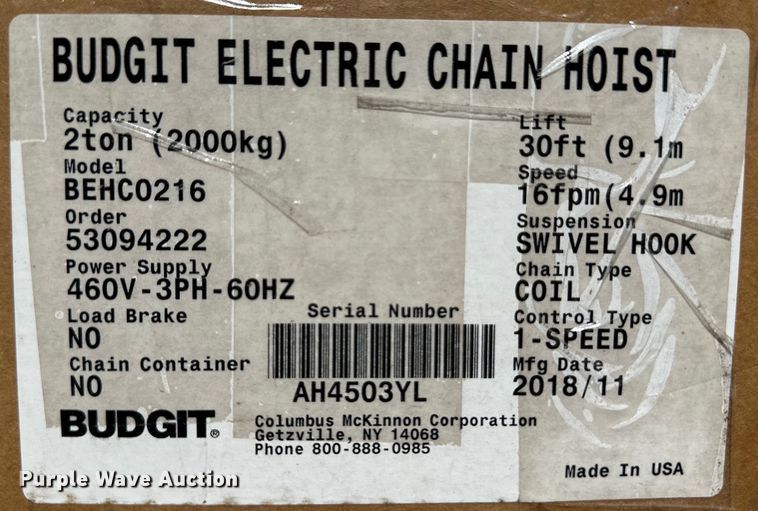 BUDGIT ELECTRIC CHAIN HOIST
Capacity
2ton (2000kg)
Model
BEHC0216
Order
53094222
Power Supply
460V-3PH-60HZ
Load Brake
NO
Chain Container
NO
Lift
30ft (9.1m
Speed
16fpm(4.9m
Suspension
SWIVEL HOOK
Chain Type
COIL
Control Type
1-SPEED
Mfg Date
2018/11
Serial Number
AH4503YL
BUDGIT®
Columbus McKinnon Corporation
Getzville, NY 14068
Phone 800-888-0985
Made In USA
Purple Wave Auction